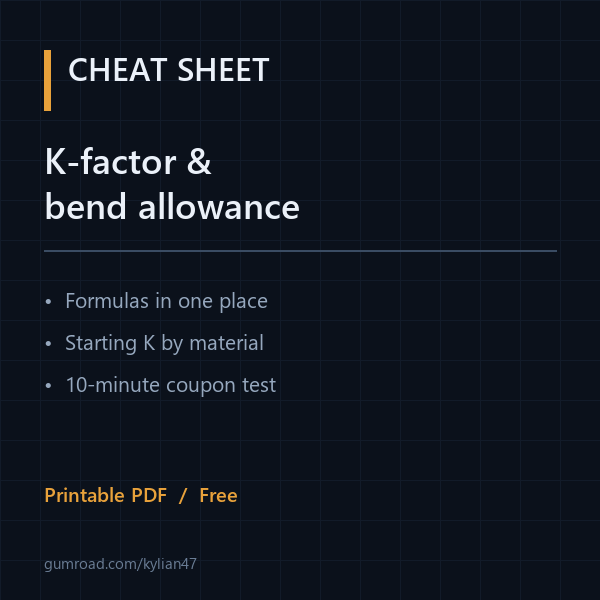 CHEAT SHEET
K-factor &
bend allowance
• Formulas in one place
• Starting K by material
• 10-minute coupon test
Printable PDF / Free
gumroad.com/kylian47